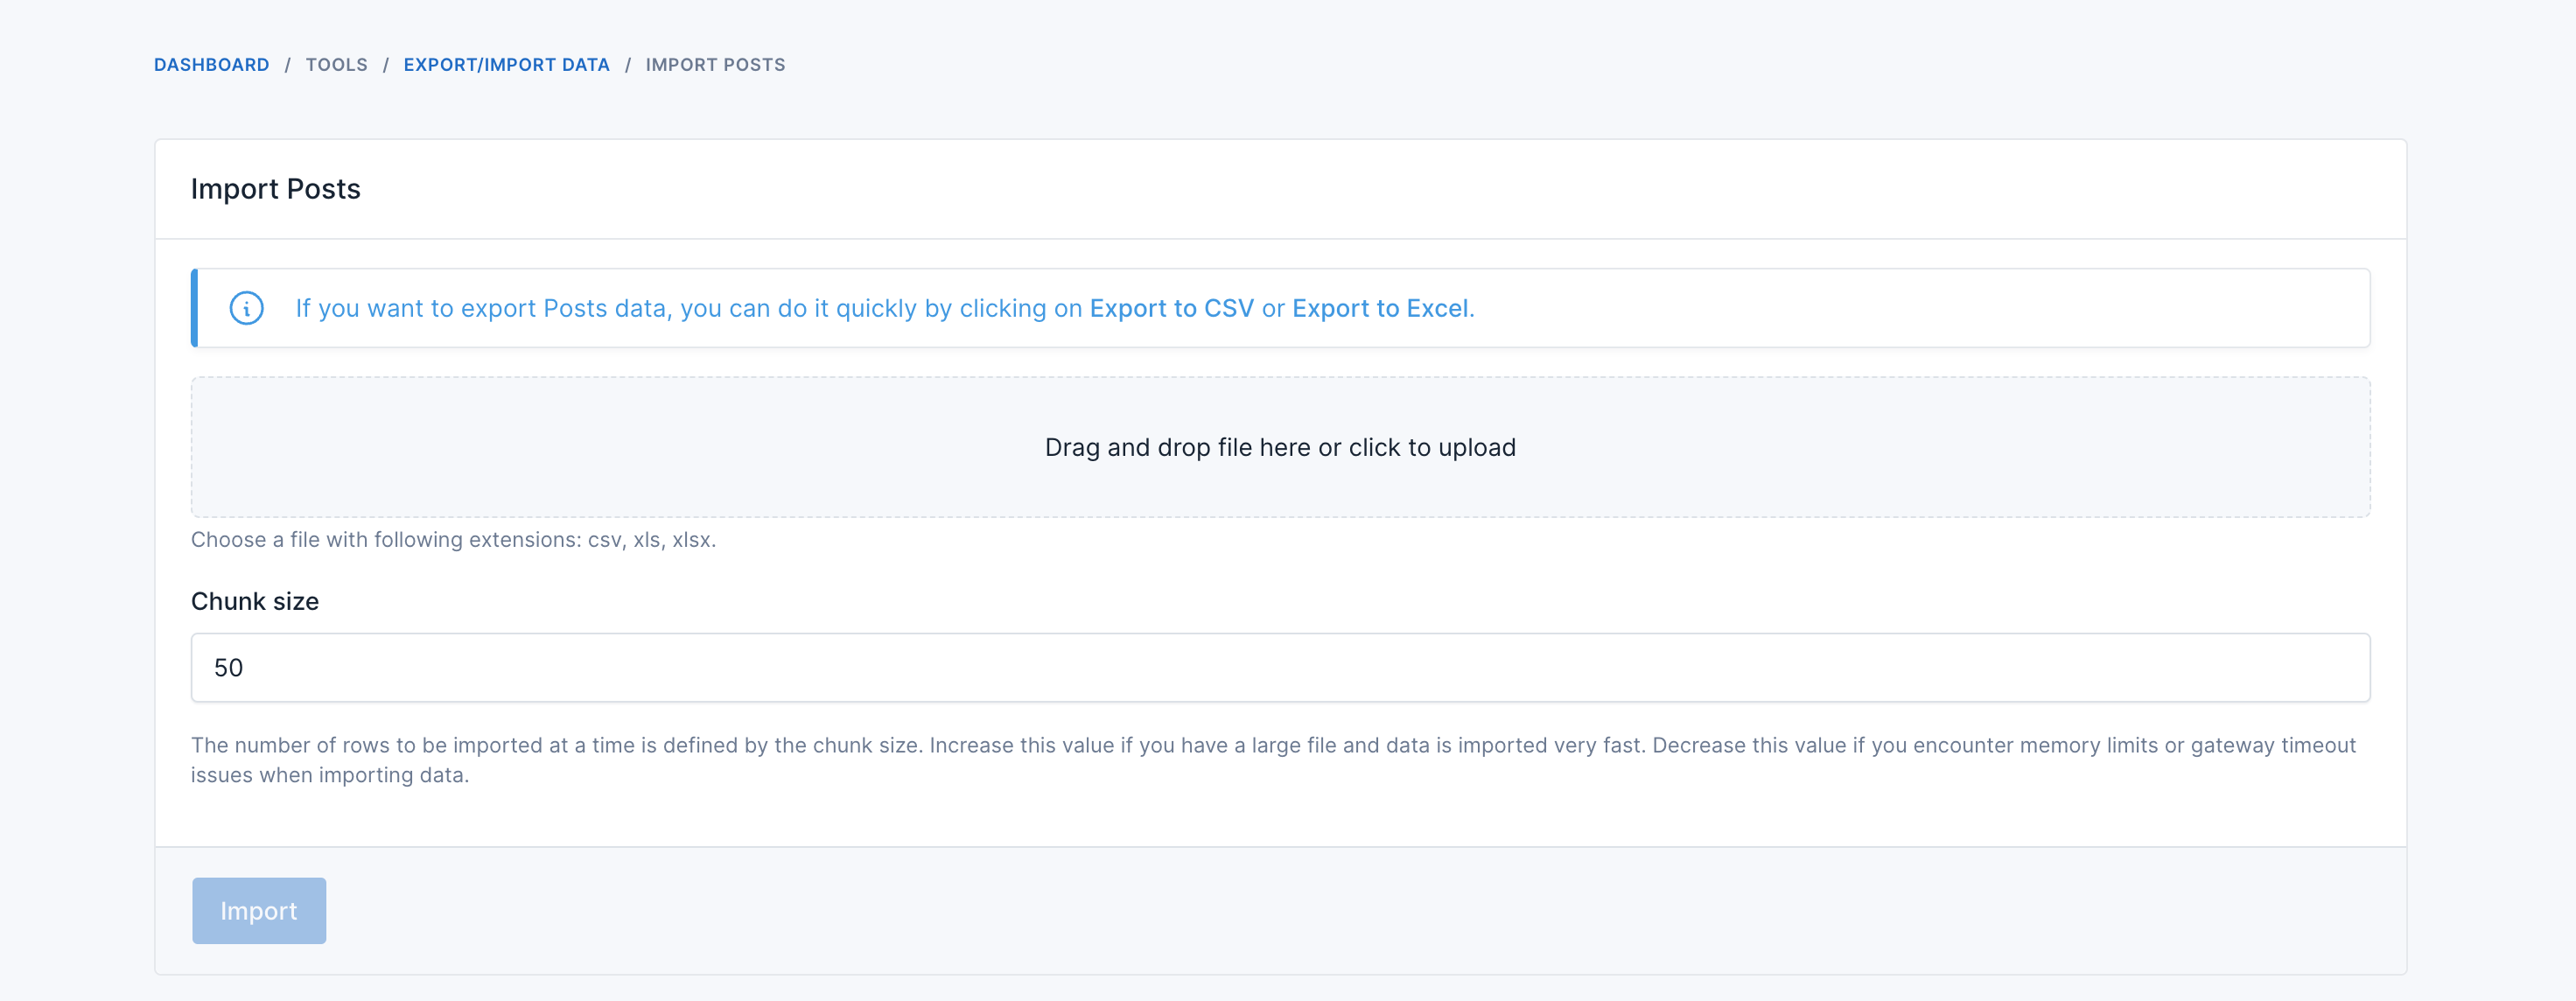 DASHBOARD / TOOLS / EXPORT/IMPORT DATA / IMPORT POSTS
Import Posts
If you want to export Posts data, you can do it quickly by clicking on Export to CSV or Export to Excel.
Drag and drop file here or click to upload
Choose a file with following extensions: csv, xls, xlsx.
Chunk size
50
The number of rows to be imported at a time is defined by the chunk size. Increase this value if you have a large file and data is imported very fast. Decrease this value if you encounter memory limits or gateway timeout
issues when importing data.
Import